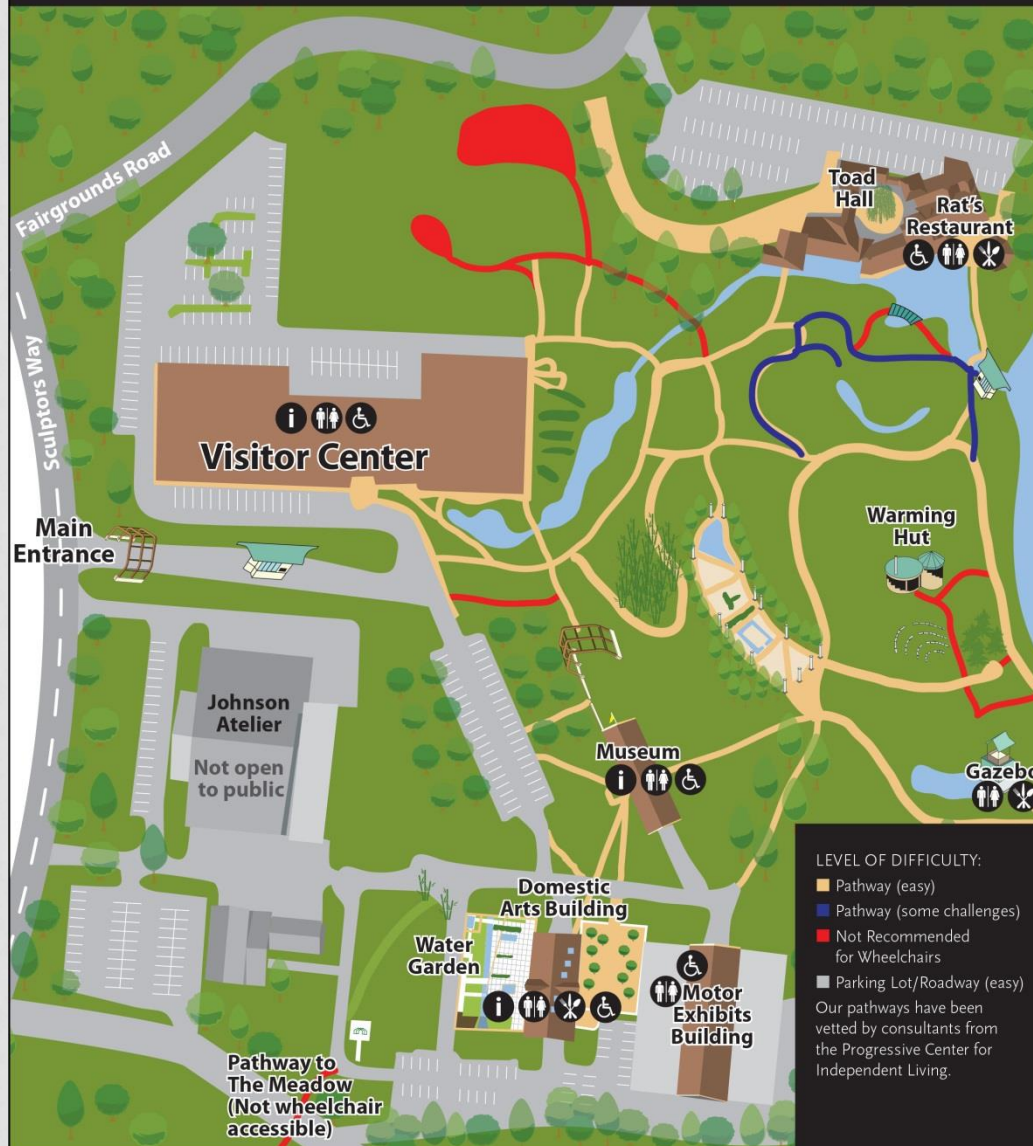 Fairgrounds Road
Toad
Hall
Rat's
Restaurant
Sculptors Way
i
Visitor Center
Main
Entrance
Warming
Hut
Johnson
Atelier
Not open
to public
Museum
i
Gazebo
Domestic
Arts Building
Water
Garden
i
Motor
Exhibits
Building
Pathway to
The Meadow
(Not wheelchair
accessible)
LEVEL OF DIFFICULTY:
Pathway (easy)
Pathway (some challenges)
Not Recommended
for Wheelchairs
Parking Lot/Roadway (easy)
Our pathways have been
vetted by consultants from
the Progressive Center for
Independent Living.